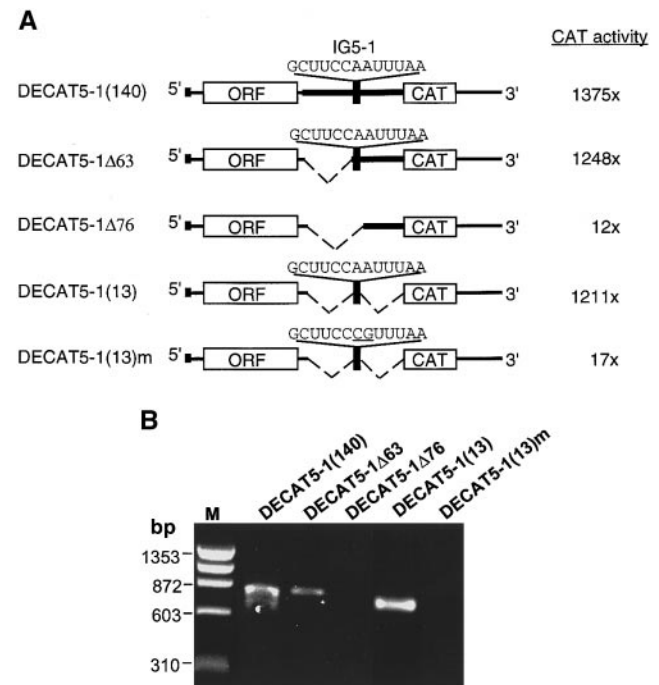 A
CAT activity
IG5-1
GCUUCCAAUUUAA
DECAT5-1(140) 5' ORF CAT 3' 1375x
GCUUCCAAUUUAA
DECAT5-1Δ63 5' ORF CAT 3' 1248x
DECAT5-1Δ76 5' ORF CAT 3' 12x
GCUUCCAAUUUAA
DECAT5-1(13) 5' ORF CAT 3' 1211x
GCUUCCCGUUUAA
DECAT5-1(13)m 5' ORF CAT 3' 17x
B
DECAT5-1(140)
DECAT5-1Δ63
DECAT5-1Δ76
DECAT5-1(13)
DECAT5-1(13)m
bp M
1353
872
603
310